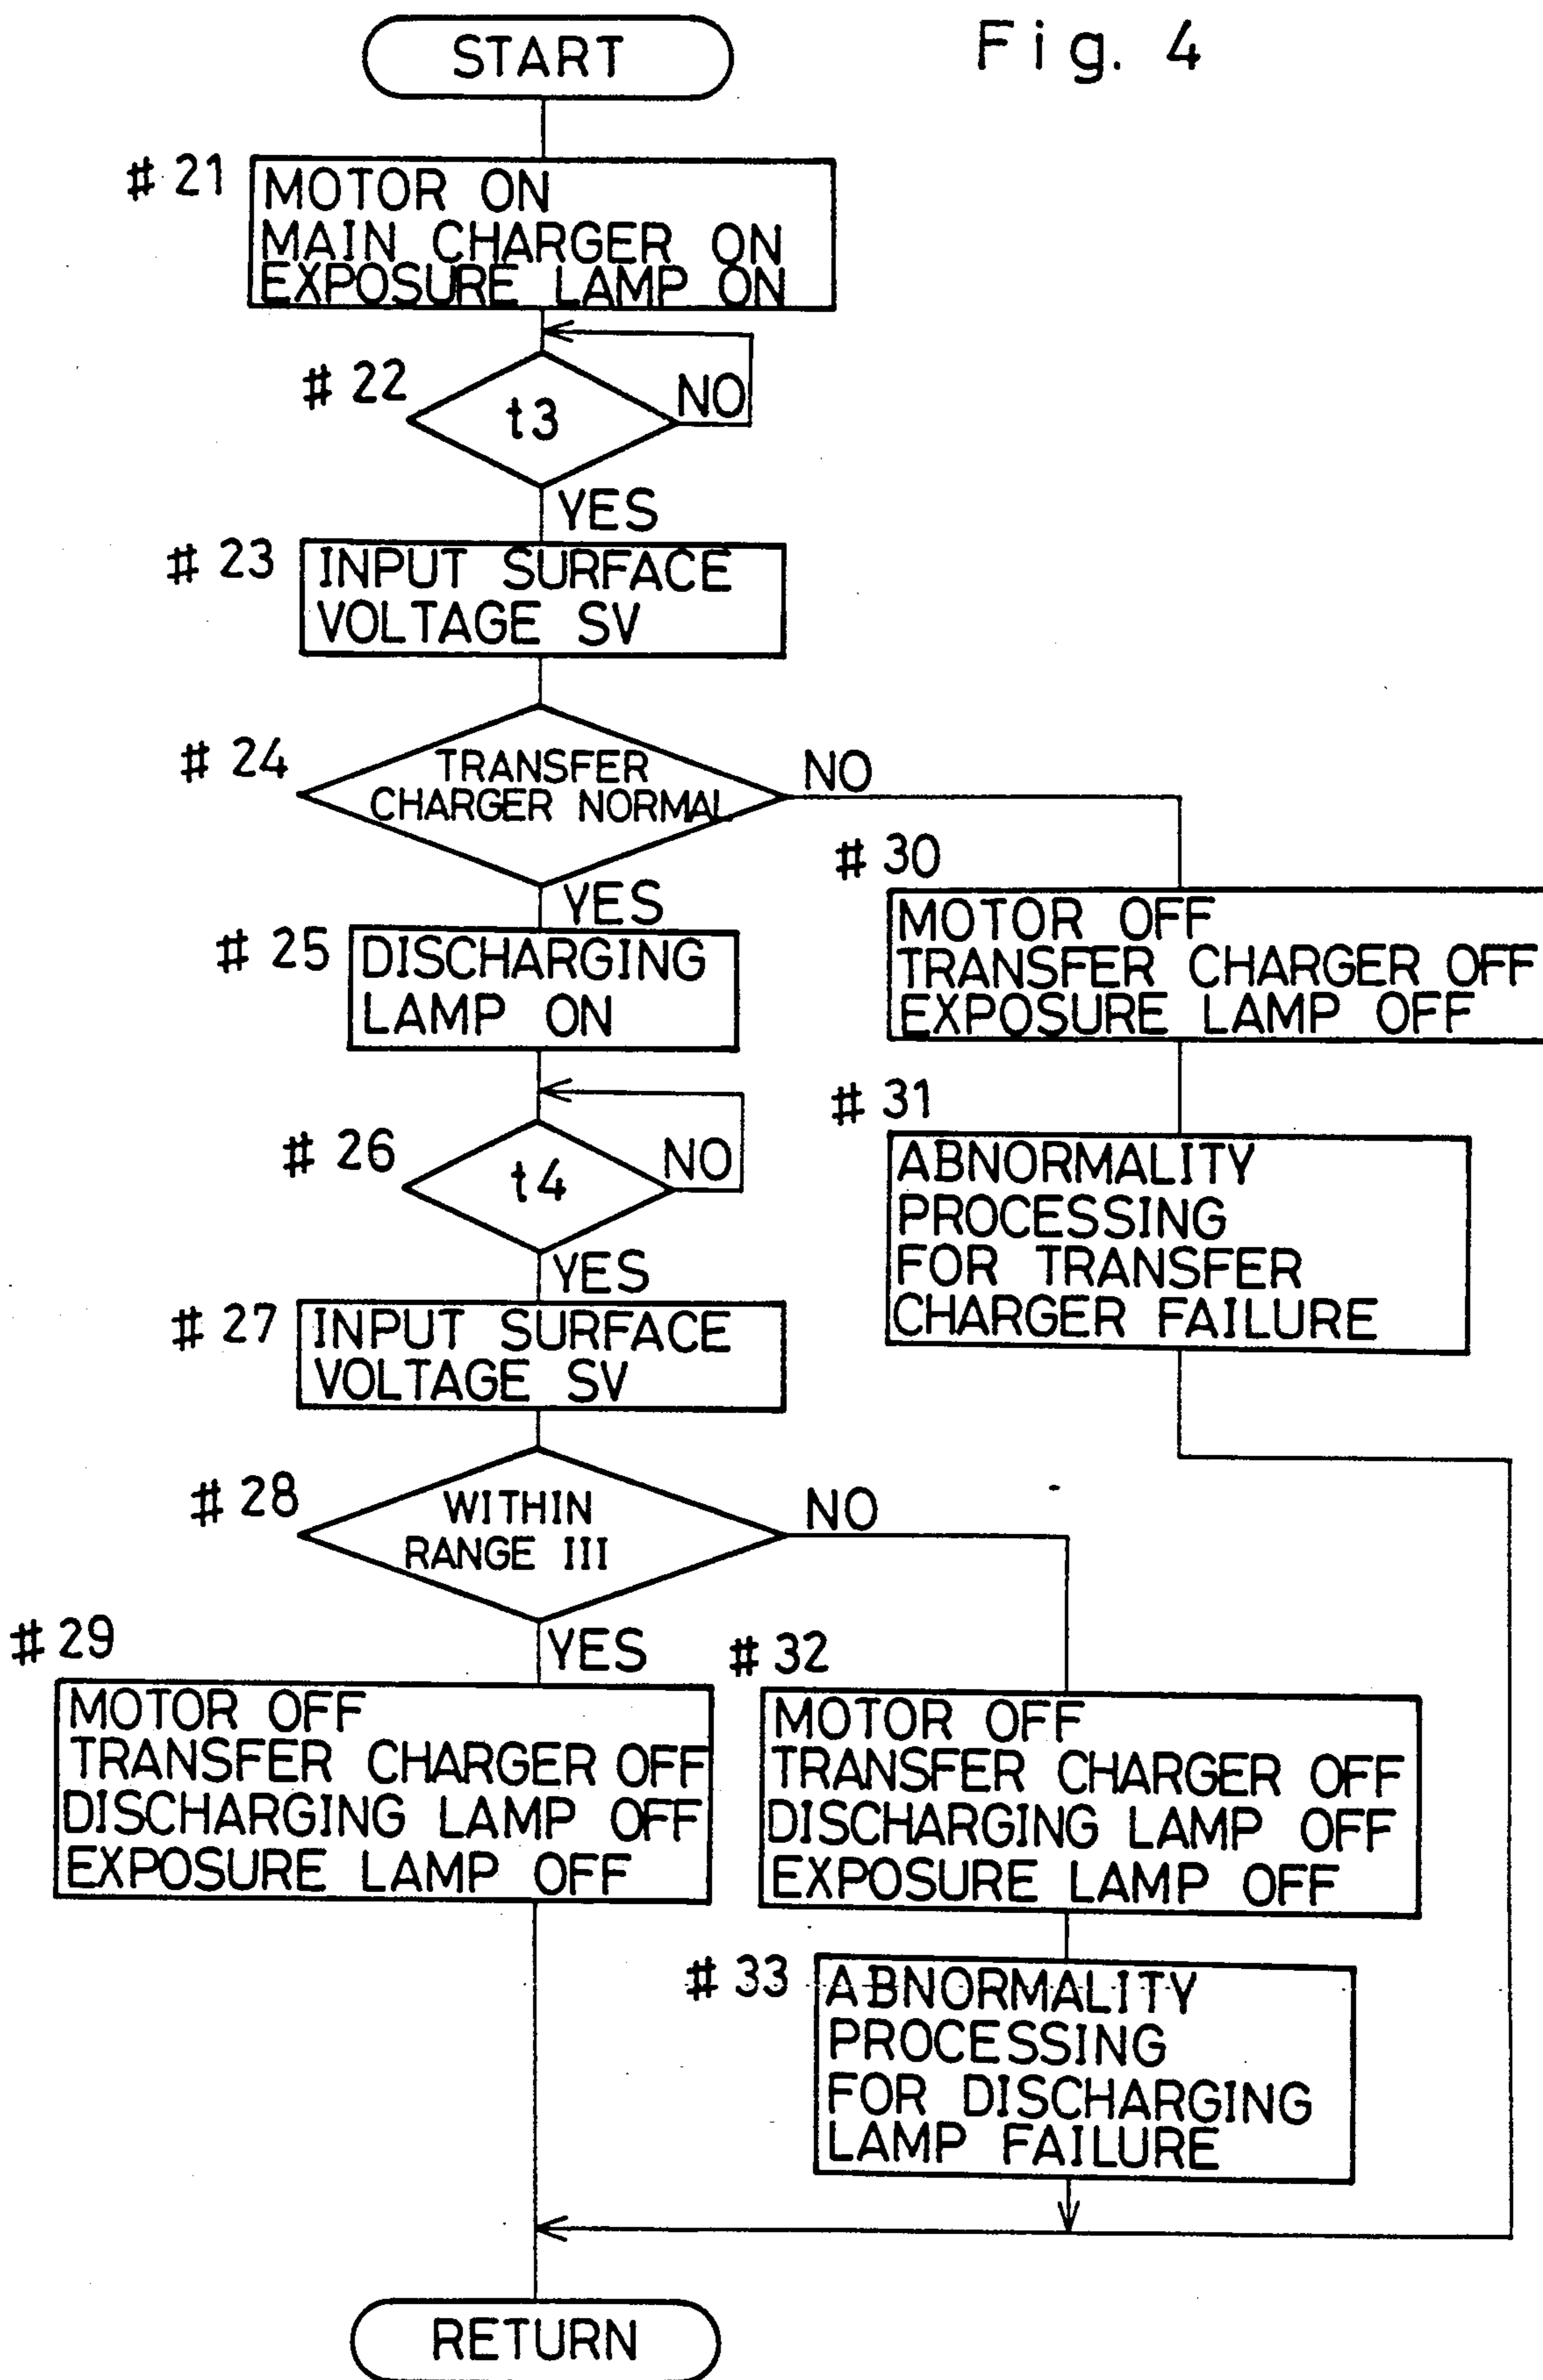 START
Fig. 4
# 21
MOTOR ON
MAIN CHARGER ON
EXPOSURE LAMP ON
# 22
t3
NO
YES
# 23
INPUT SURFACE
VOLTAGE SV
# 24
TRANSFER
CHARGER NORMAL
NO
YES
# 25
DISCHARGING
LAMP ON
# 30
MOTOR OFF
TRANSFER CHARGER OFF
EXPOSURE LAMP OFF
# 26
t4
NO
YES
# 31
ABNORMALITY
PROCESSING
FOR TRANSFER
CHARGER FAILURE
# 27
INPUT SURFACE
VOLTAGE SV
# 28
WITHIN
RANGE III
NO
YES
# 29
MOTOR OFF
TRANSFER CHARGER OFF
DISCHARGING LAMP OFF
EXPOSURE LAMP OFF
# 32
MOTOR OFF
TRANSFER CHARGER OFF
DISCHARGING LAMP OFF
EXPOSURE LAMP OFF
# 33
ABNORMALITY
PROCESSING
FOR DISCHARGING
LAMP FAILURE
RETURN